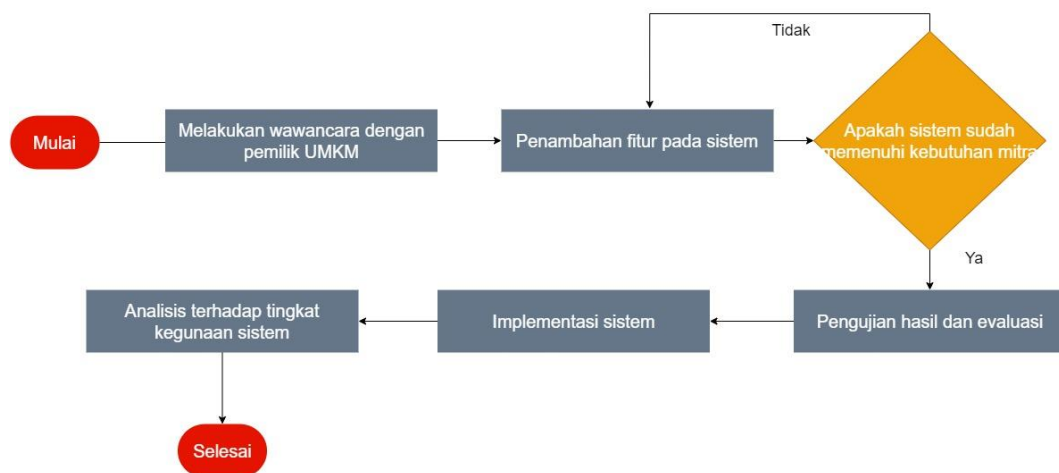 Tidak
Mulai
Melakukan wawancara dengan
pemilik UMKM
Penambahan fitur pada sistem
Apakah sistem sudah
memenuhi kebutuhan mitra
Ya
Analisis terhadap tingkat
kegunaan sistem
Implementasi sistem
Pengujian hasil dan evaluasi
Selesai